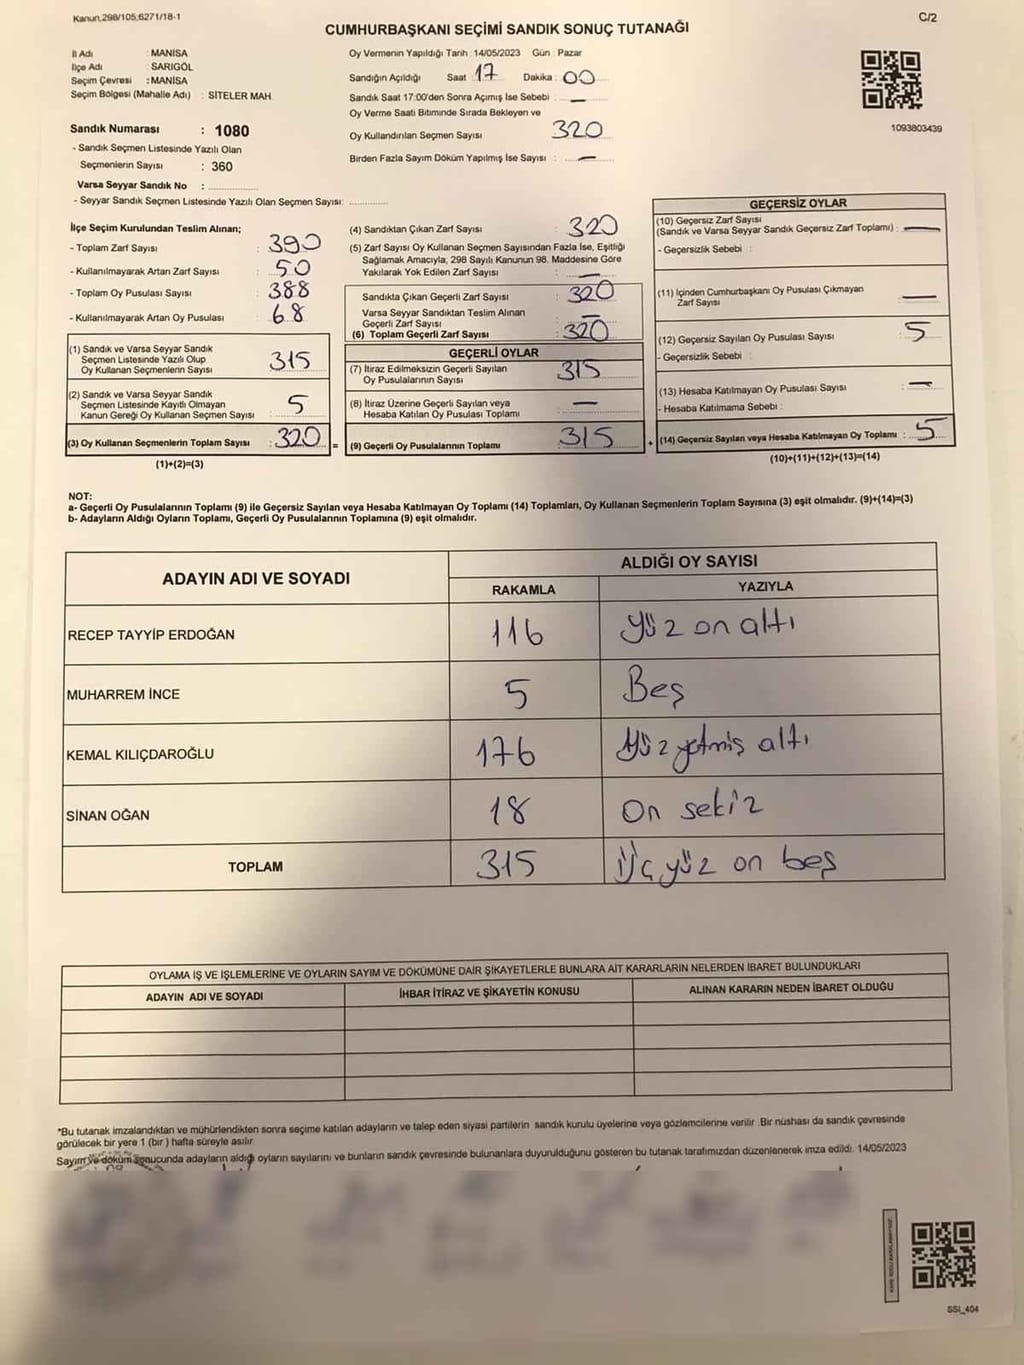 Kanun,298/105,6271/18-1
C/2
CUMHURBAŞKANI SEÇİMİ SANDIK SONUÇ TUTANAĞI
İl Adı : MANİSA
İlçe Adı : SARIGÖL
Seçim Çevresi : MANİSA
Seçim Bölgesi (Mahalle Adı) : SİTELER MAH.
Sandık Numarası : 1080
- Sandık Seçmen Listesinde Yazılı Olan
Seçmenlerin Sayısı : 360
Varsa Seyyar Sandık No :
- Seyyar Sandık Seçmen Listesinde Yazılı Olan Seçmen Sayısı:
Oy Vermenin Yapıldığı Tarih : 14/05/2023 Gün : Pazar
Sandığın Açıldığı Saat : 17 Dakika : 00
Sandık Saat 17:00'den Sonra Açımış İse Sebebi : —
Oy Verme Saati Bitiminde Sırada Bekleyen ve
Oy Kullandırılan Seçmen Sayısı 320
Birden Fazla Sayım Döküm Yapılmış İse Sayısı : —
1093803439
İlçe Seçim Kurulundan Teslim Alınan;
- Toplam Zarf Sayısı : 390
- Kullanılmayarak Artan Zarf Sayısı : 50
- Toplam Oy Pusulası Sayısı : 388
- Kullanılmayarak Artan Oy Pusulası : 68
(1) Sandık ve Varsa Seyyar Sandık
Seçmen Listesinde Yazılı Olup
Oy Kullanan Seçmenlerin Sayısı : 315
(2) Sandık ve Varsa Seyyar Sandık
Seçmen Listesinde Kayıtlı Olmayan
Kanun Gereği Oy Kullanan Seçmen Sayısı : 5
(3) Oy Kullanan Seçmenlerin Toplam Sayısı : 320 =
(1)+(2)=(3)
(4) Sandıktan Çıkan Zarf Sayısı : 320
(5) Zarf Sayısı Oy Kullanan Seçmen Sayısından Fazla İse, Eşitliği
Sağlamak Amacıyla, 298 Sayılı Kanunun 98. Maddesine Göre
Yakılarak Yok Edilen Zarf Sayısı : —
Sandıkta Çıkan Geçerli Zarf Sayısı : 320
Varsa Seyyar Sandıktan Teslim Alınan
Geçerli Zarf Sayısı : —
(6) Toplam Geçerli Zarf Sayısı : 320
GEÇERLİ OYLAR
(7) İtiraz Edilmeksizin Geçerli Sayılan
Oy Pusulalarının Sayısı : 315
(8) İtiraz Üzerine Geçerli Sayılan veya
Hesaba Katılan Oy Pusulası Toplamı : —
(9) Geçerli Oy Pusulalarının Toplamı : 315 +
GEÇERSİZ OYLAR
(10) Geçersiz Zarf Sayısı
(Sandık ve Varsa Seyyar Sandık Geçersiz Zarf Toplamı) : —
- Geçersizlik Sebebi :
(11) İçinden Cumhurbaşkanı Oy Pusulası Çıkmayan
Zarf Sayısı : —
(12) Geçersiz Sayılan Oy Pusulası Sayısı : 5
- Geçersizlik Sebebi :
(13) Hesaba Katılmayan Oy Pusulası Sayısı : —
- Hesaba Katılmama Sebebi :
(14) Geçersiz Sayılan veya Hesaba Katılmayan Oy Toplamı : 5
(10)+(11)+(12)+(13)=(14)
NOT:
a- Geçerli Oy Pusulalarının Toplamı (9) ile Geçersiz Sayılan veya Hesaba Katılmayan Oy Toplamı (14) Toplamları, Oy Kullanan Seçmenlerin Toplam Sayısına (3) eşit olmalıdır. (9)+(14)=(3)
b- Adayların Aldığı Oyların Toplamı, Geçerli Oy Pusulalarının Toplamına (9) eşit olmalıdır.
ADAYIN ADI VE SOYADI
ALDIĞI OY SAYISI
RAKAMLA YAZIYLA
RECEP TAYYİP ERDOĞAN 116 Yüz on altı
MUHARREM İNCE 5 Beş
KEMAL KILIÇDAROĞLU 176 Yüz yetmiş altı
SİNAN OĞAN 18 On sekiz
TOPLAM 315 Üçyüz on beş
OYLAMA İŞ VE İŞLEMLERİNE VE OYLARIN SAYIM VE DÖKÜMÜNE DAİR ŞİKAYETLERLE BUNLARA AİT KARARLARIN NELERDEN İBARET BULUNDUKLARI
ADAYIN ADI VE SOYADI İHBAR İTİRAZ VE ŞİKAYETİN KONUSU ALINAN KARARIN NEDEN İBARET OLDUĞU
*Bu tutanak imzalandıktan ve mühürlendikten sonra seçime katılan adayların ve talep eden siyasi partilerin sandık kurulu üyelerine veya gözlemcilerine verilir. Bir nüshası da sandık çevresinde
görülecek bir yere 1 (bir) hafta süreyle asılır.
Sayım ve döküm sonucunda adayların aldığı oyların sayılarını ve bunların sandık çevresinde bulunanlara duyurulduğunu gösteren bu tutanak tarafımızdan düzenlenerek imza edildi. 14/05/2023
SSI_404